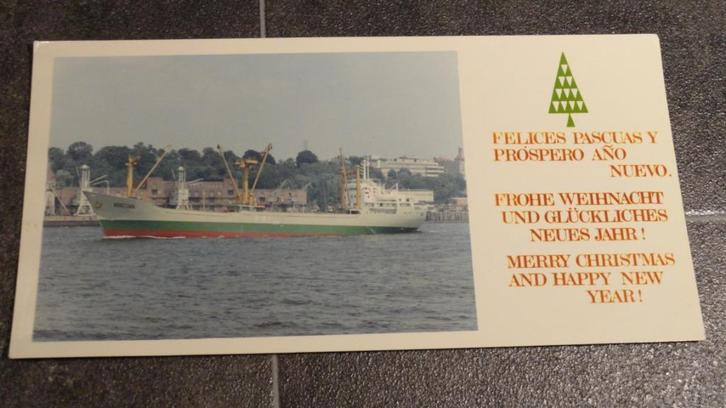 FELICES PASCUAS Y
PRÓSPERO AÑO
NUEVO.
FROHE WEIHNACHT
UND GLÜCKLICHES
NEUES JAHR!
MERRY CHRISTMAS
AND HAPPY NEW
YEAR!